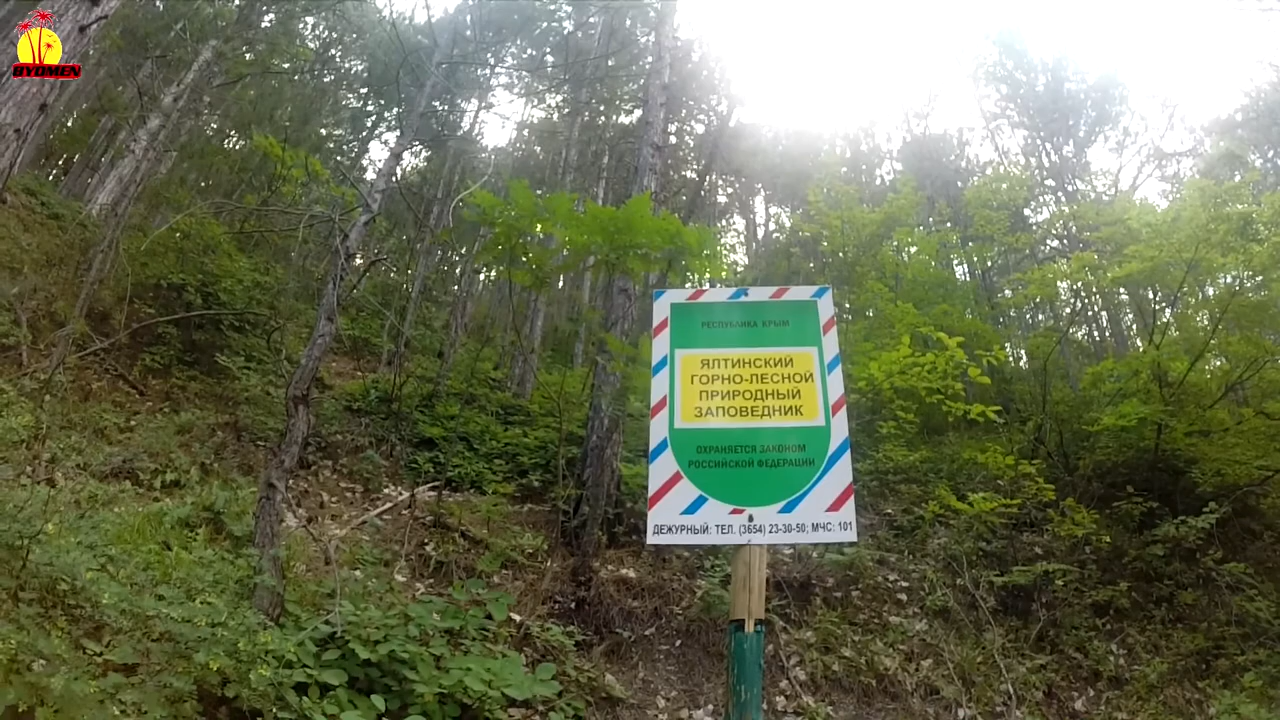 BYDMEN
РЕСПУБЛИКА КРЫМ
ЯЛТИНСКИЙ
ГОРНО-ЛЕСНОЙ
ПРИРОДНЫЙ
ЗАПОВЕДНИК
ОХРАНЯЕТСЯ ЗАКОНОМ
РОССИЙСКОЙ ФЕДЕРАЦИИ
ДЕЖУРНЫЙ: ТЕЛ. (3654) 23-30-50; МЧС: 101